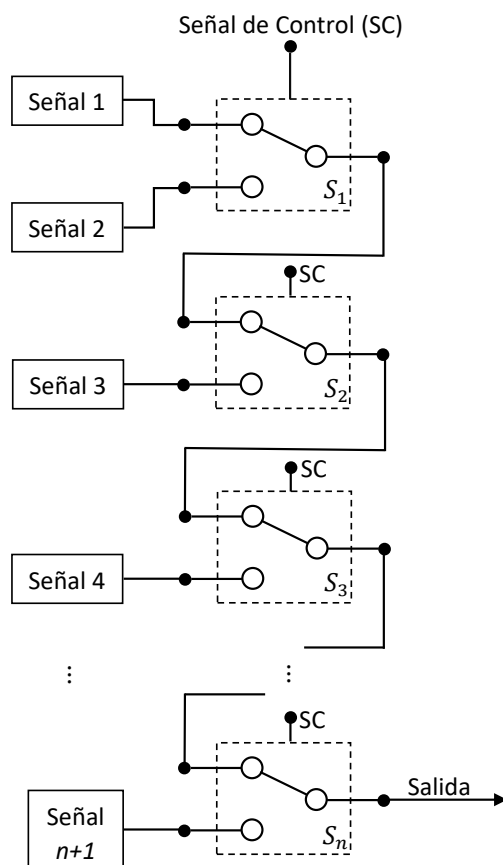 Señal de Control (SC)
Señal 1
S₁
Señal 2
SC
Señal 3
S₂
SC
Señal 4
S₃
⋮
⋮
SC
Salida
Señal
n+1
Sₙ